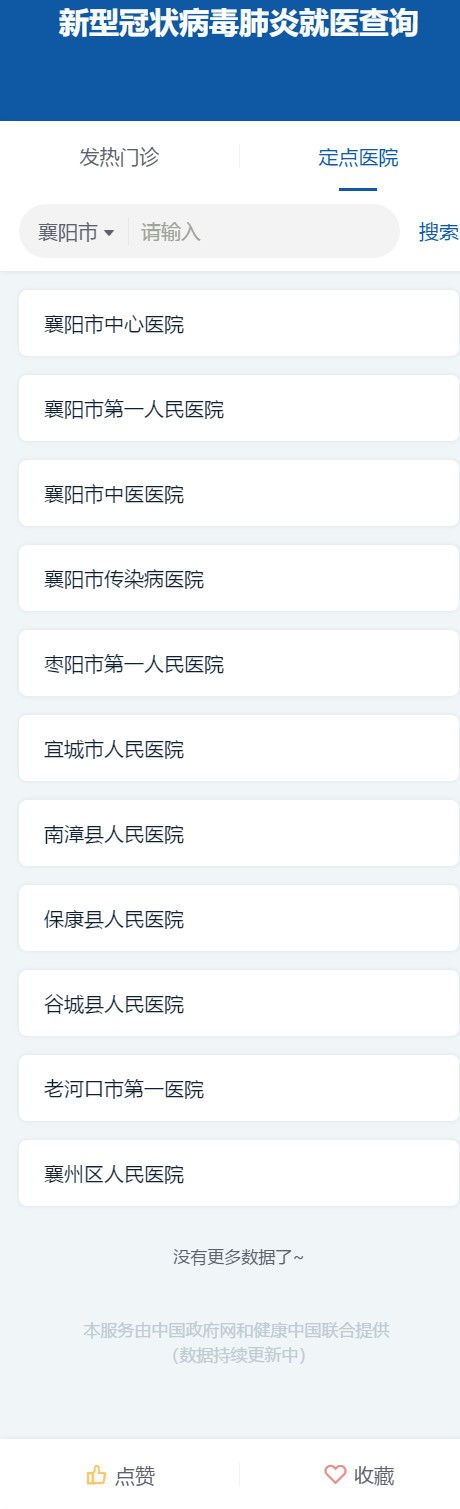 新型冠状病毒肺炎就医查询
发热门诊 定点医院
襄阳市 请输入 搜索
襄阳市中心医院
襄阳市第一人民医院
襄阳市中医医院
襄阳市传染病医院
枣阳市第一人民医院
宜城市人民医院
南漳县人民医院
保康县人民医院
谷城县人民医院
老河口市第一医院
襄州区人民医院
没有更多数据了~
本服务由中国政府网和健康中国联合提供
（数据持续更新中）
点赞 收藏